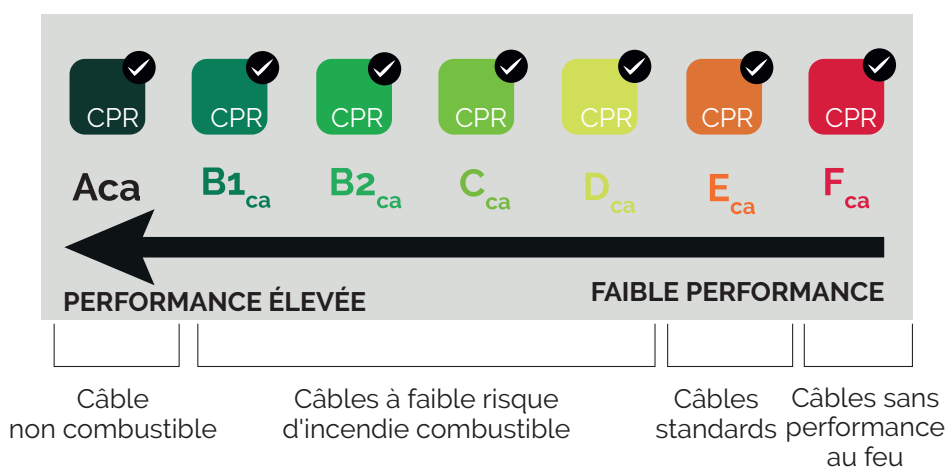 CPR CPR CPR CPR CPR CPR CPR
Aca B1ca B2ca Cca Dca Eca Fca
PERFORMANCE ÉLEVÉE
FAIBLE PERFORMANCE
Câble
non combustible
Câbles à faible risque
d'incendie combustible
Câbles
standards
Câbles sans
performance
au feu